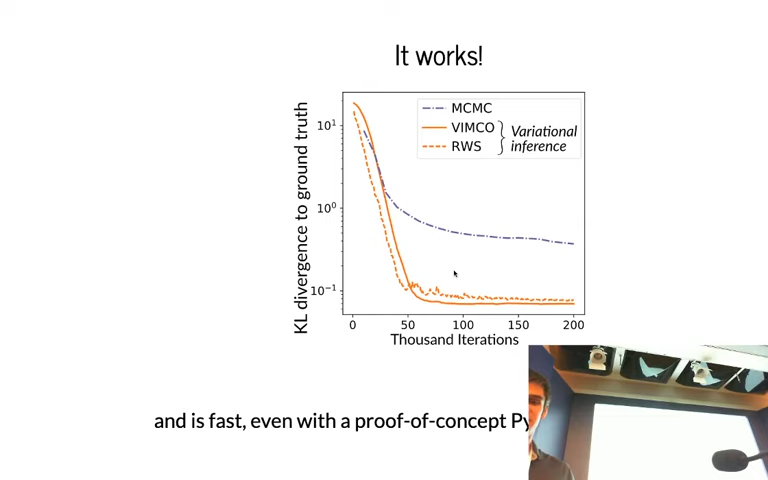 It works!
KL divergence to ground truth
10¹
10⁰
10⁻¹
MCMC
VIMCO
RWS
Variational
inference
0 50 100 150 200
Thousand Iterations
and is fast, even with a proof-of-concept